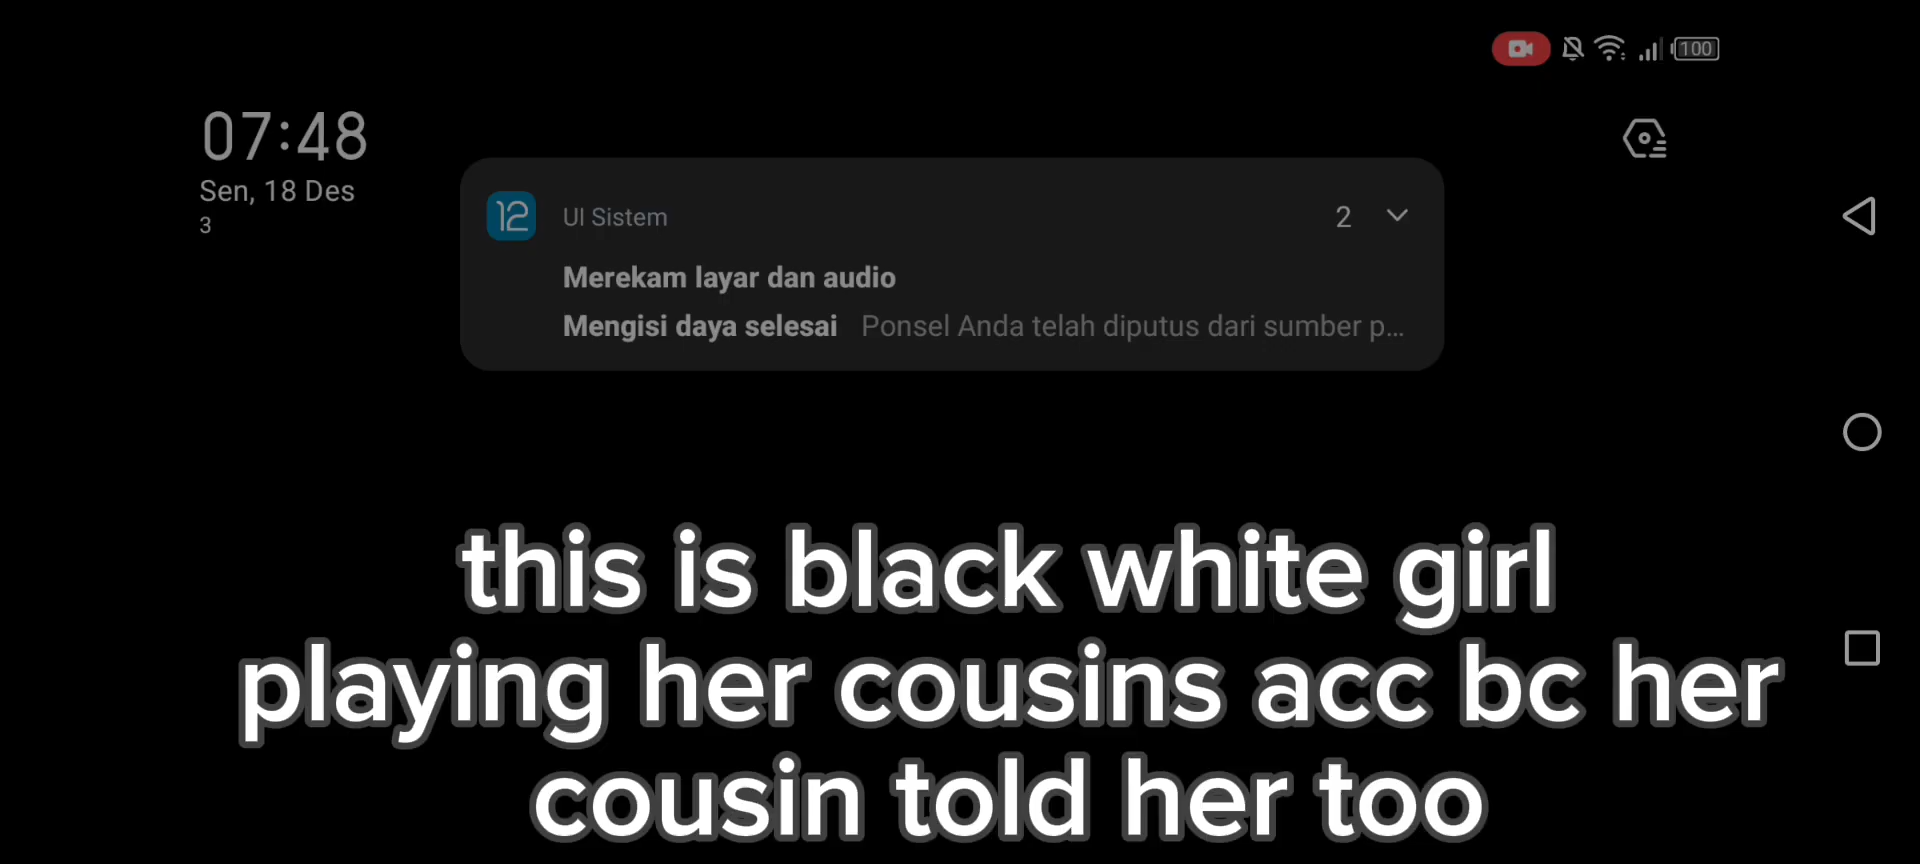 100
07:48
Sen, 18 Des
3
12 UI Sistem 2
Merekam layar dan audio
Mengisi daya selesai Ponsel Anda telah diputus dari sumber p...
this is black white girl
playing her cousins acc bc her
cousin told her too